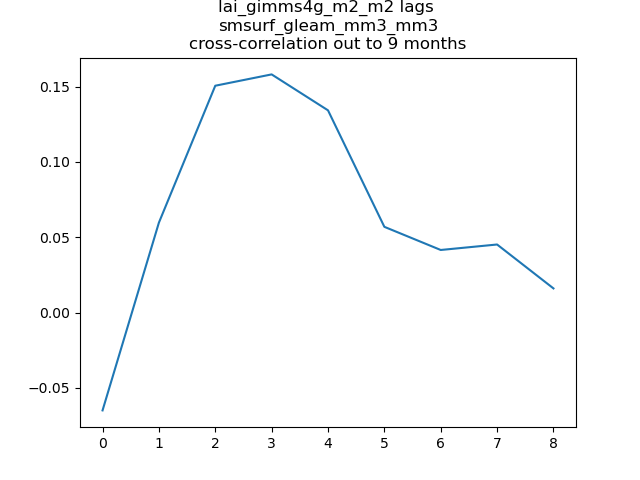 lai_gimms4g_m2_m2 lags
smsurf_gleam_mm3_mm3
cross-correlation out to 9 months
0.15
0.10
0.05
0.00
−0.05
0 1 2 3 4 5 6 7 8